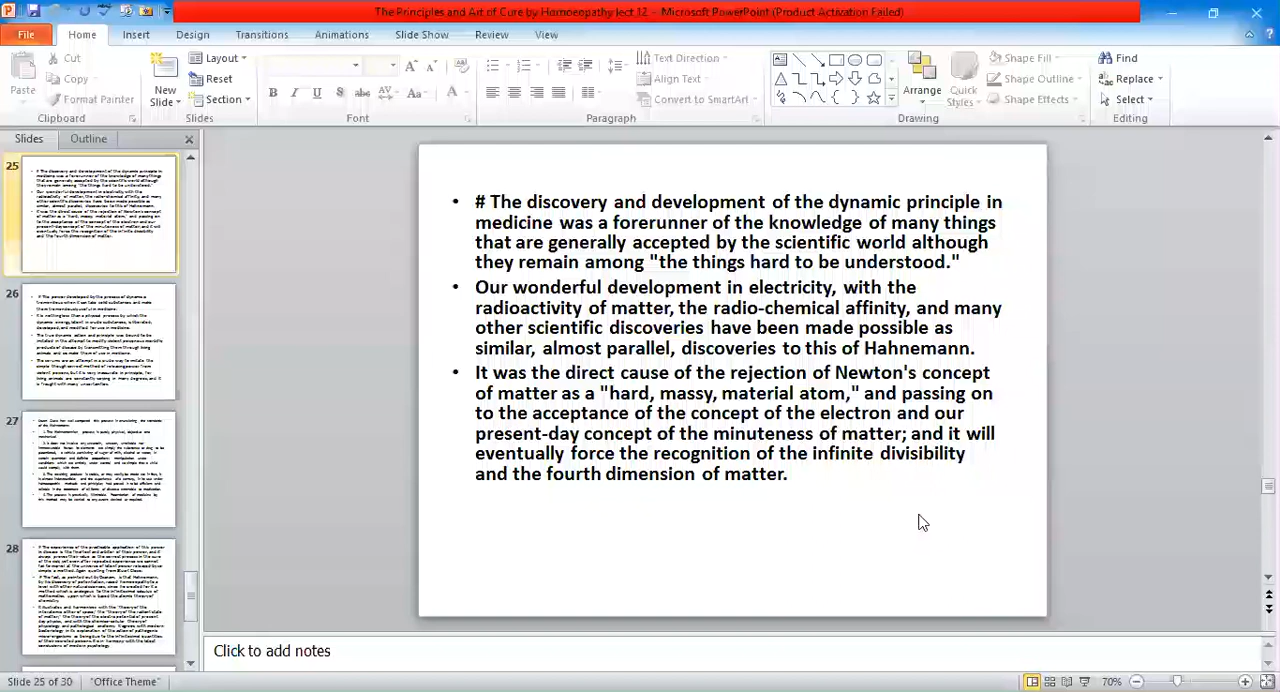 The Principles and Art of Cure by Homoeopathy lect 12 - Microsoft PowerPoint (Product Activation Failed)
File Home Insert Design Transitions Animations Slide Show Review View
Paste
Cut
Copy
Format Painter
Clipboard
New Slide
Layout
Reset
Section
Slides
B I U S abc AV Aa A
Font
Text Direction
Align Text
Convert to SmartArt
Paragraph
Arrange
Quick Styles
Shape Fill
Shape Outline
Shape Effects
Drawing
Find
Replace
Select
Editing
Slides Outline
25
26
27
28
• # The discovery and development of the dynamic principle in
medicine was a forerunner of the knowledge of many things
that are generally accepted by the scientific world although
they remain among "the things hard to be understood."
• Our wonderful development in electricity, with the
radioactivity of matter, the radio-chemical affinity, and many
other scientific discoveries have been made possible as
similar, almost parallel, discoveries to this of Hahnemann.
• It was the direct cause of the rejection of Newton's concept
of matter as a "hard, massy, material atom," and passing on
to the acceptance of the concept of the electron and our
present-day concept of the minuteness of matter; and it will
eventually force the recognition of the infinite divisibility
and the fourth dimension of matter.
Click to add notes
Slide 25 of 30 "Office Theme" 70%